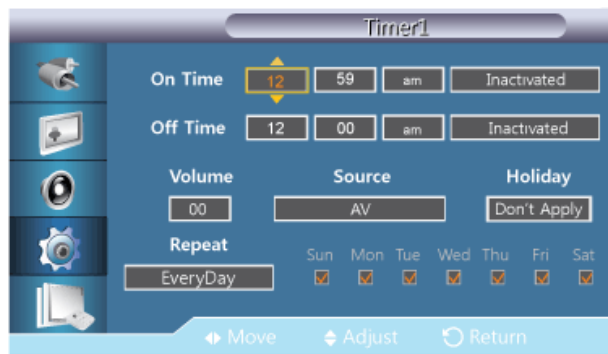 Timer1
On Time 12 59 am Inactivated
Off Time 12 00 am Inactivated
Volume Source Holiday
00 AV Don't Apply
Repeat Sun Mon Tue Wed Thu Fri Sat
EveryDay
Move Adjust Return